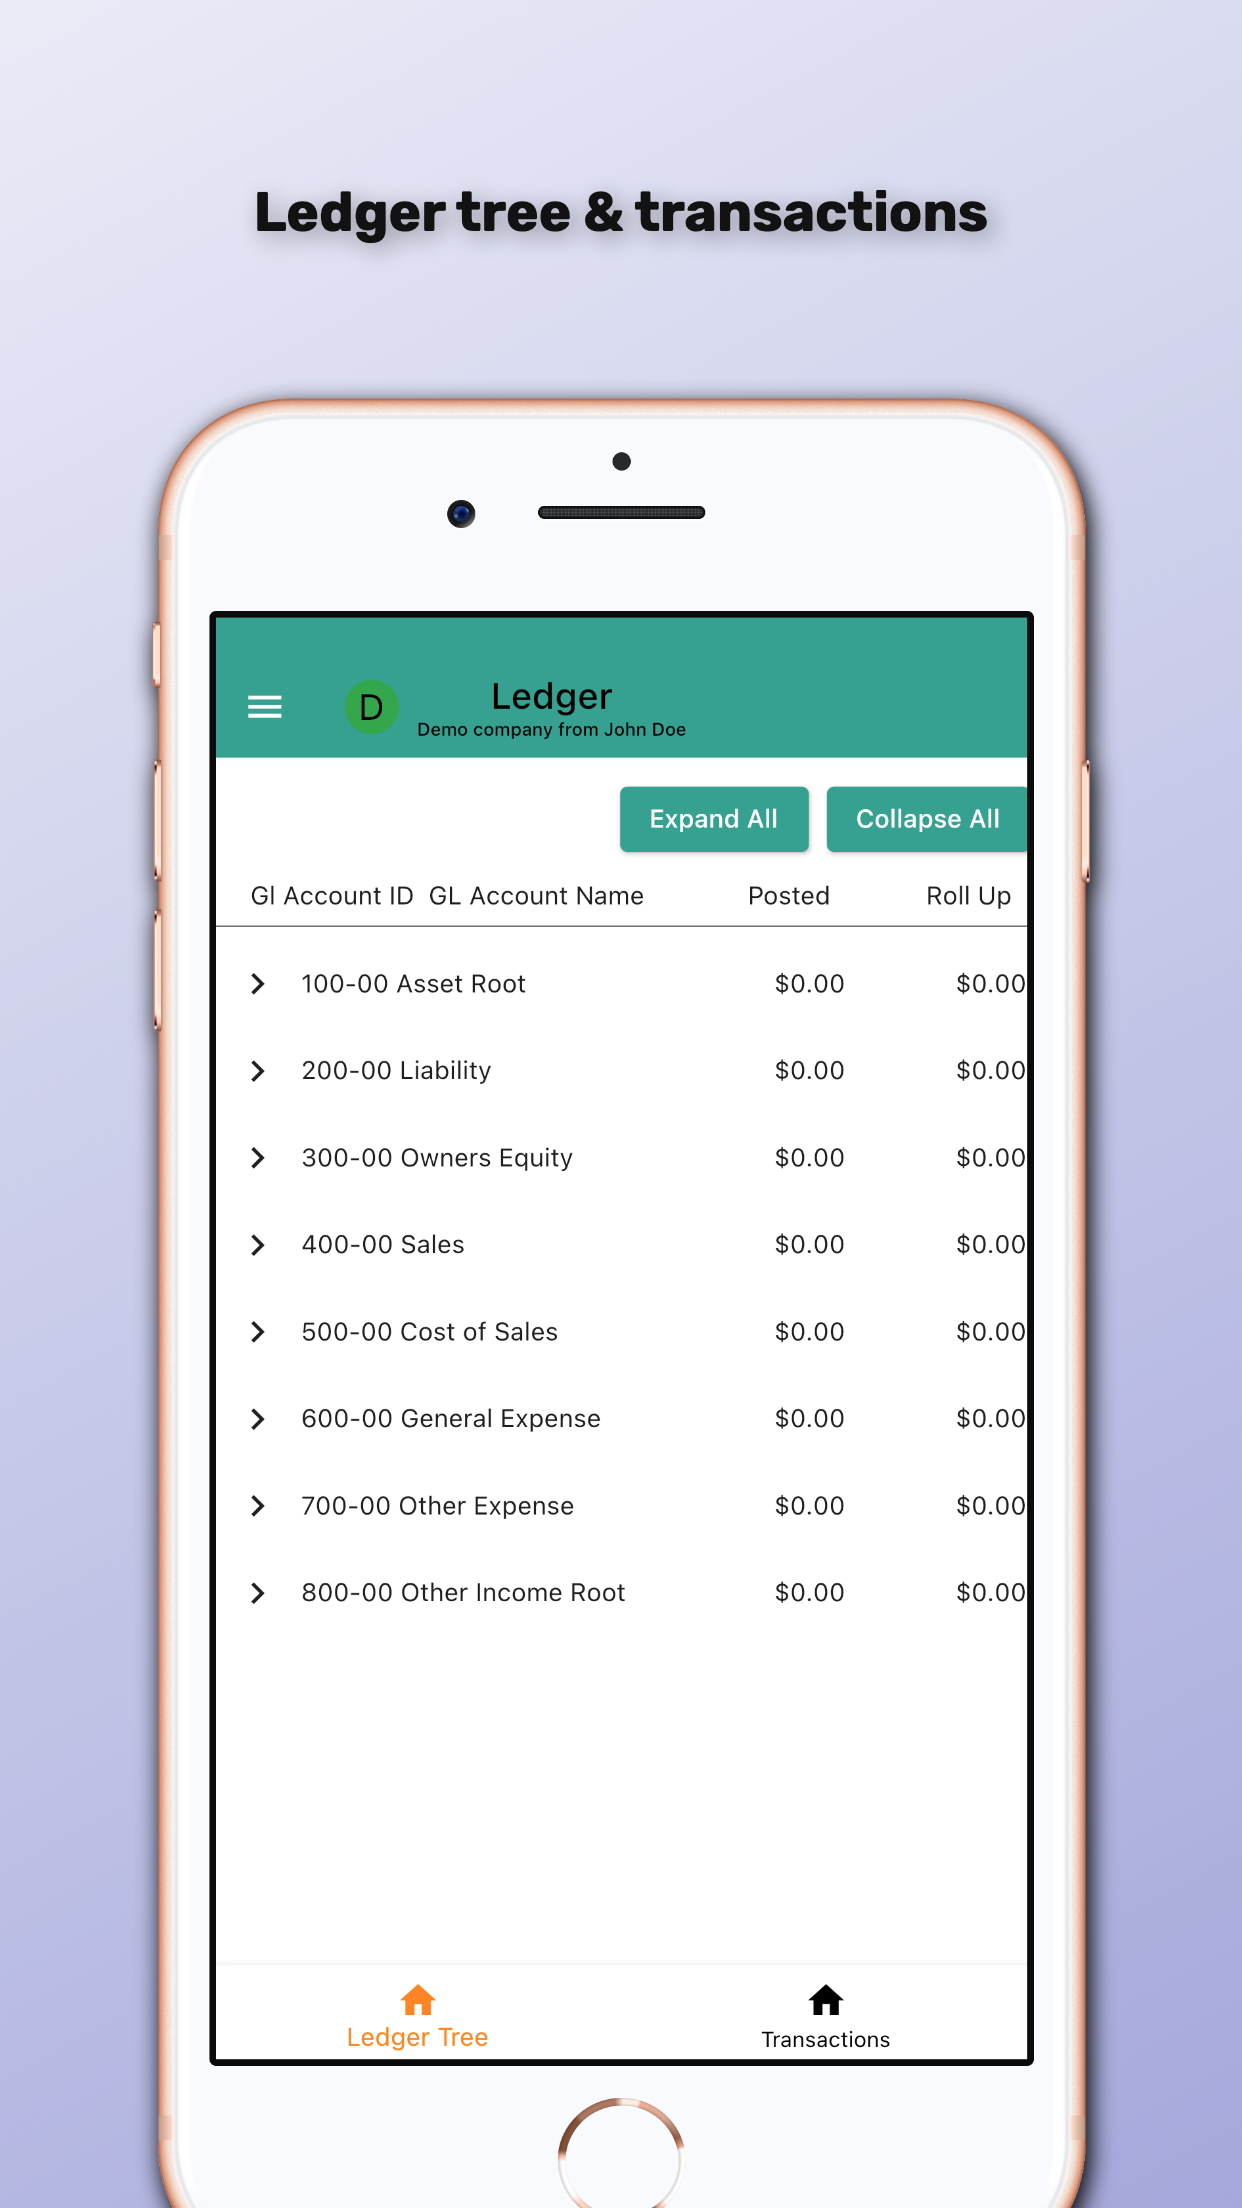 Ledger tree & transactions
D
Ledger
Demo company from John Doe
Expand All Collapse All
Gl Account ID GL Account Name Posted Roll Up
100-00 Asset Root $0.00 $0.00
200-00 Liability $0.00 $0.00
300-00 Owners Equity $0.00 $0.00
400-00 Sales $0.00 $0.00
500-00 Cost of Sales $0.00 $0.00
600-00 General Expense $0.00 $0.00
700-00 Other Expense $0.00 $0.00
800-00 Other Income Root $0.00 $0.00
Ledger Tree Transactions